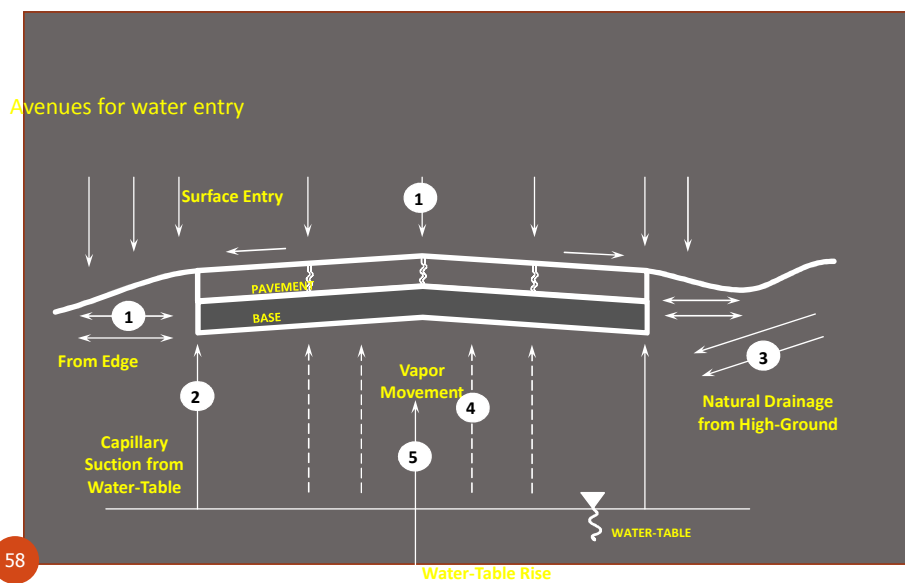 Avenues for water entry
Surface Entry
1
PAVEMENT
BASE
1
From Edge
2
Capillary
Suction from
Water-Table
Vapor
Movement
4
5
3
Natural Drainage
from High-Ground
WATER-TABLE
Water-Table Rise
58